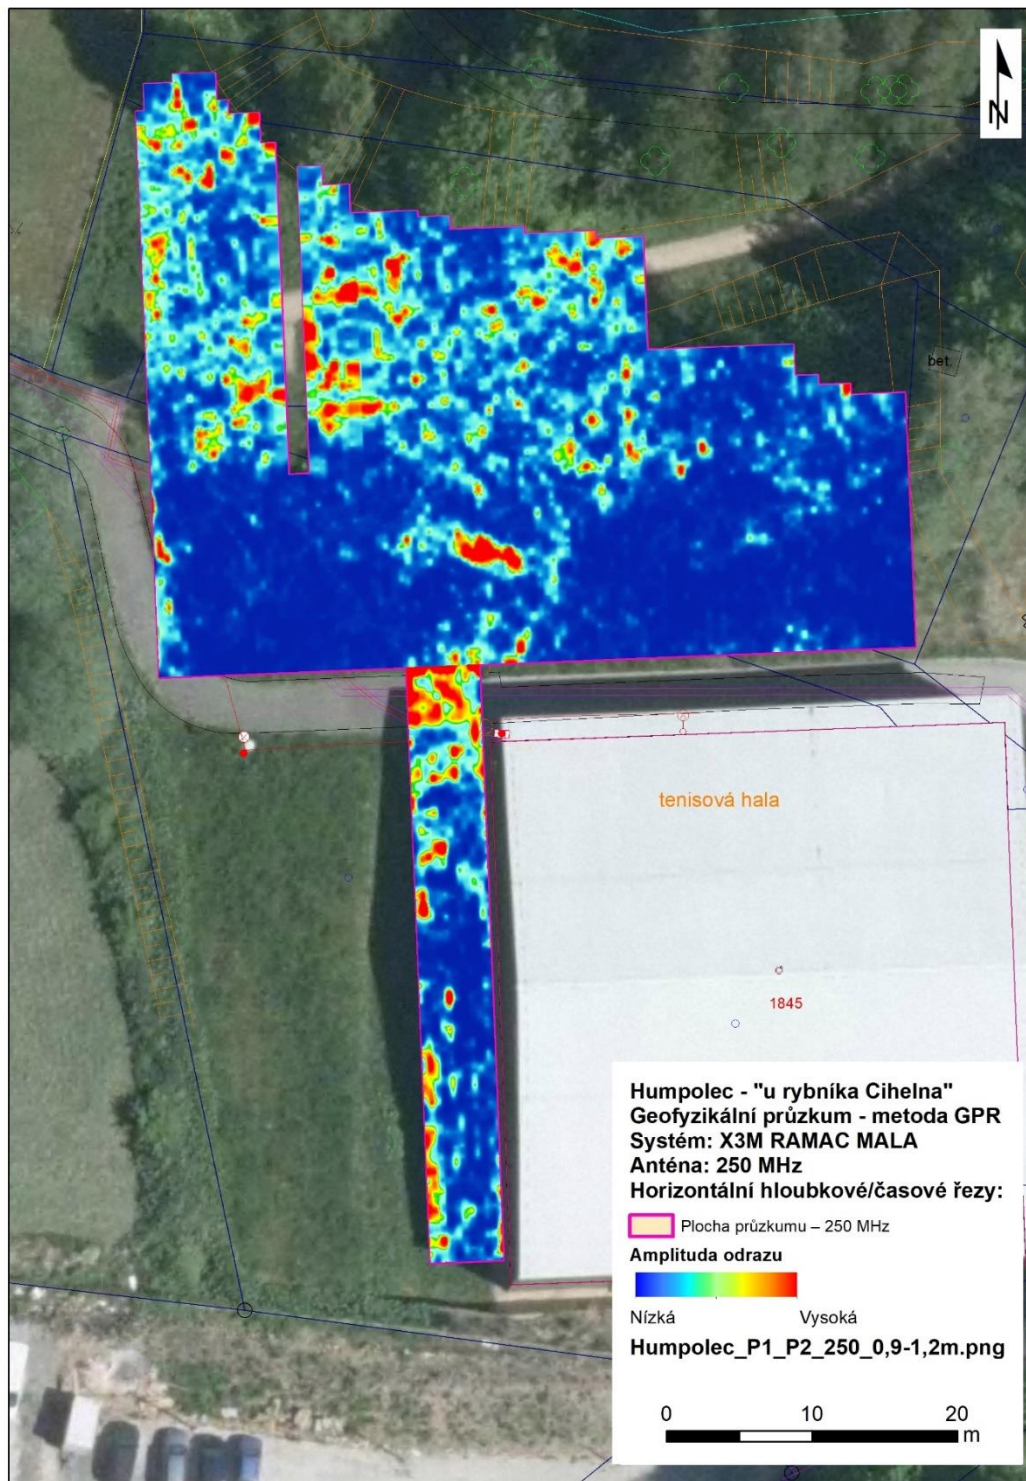 N
bet.
tenisová hala
1845
Humpolec - "u rybníka Cihelna"
Geofyzikální průzkum - metoda GPR
Systém: X3M RAMAC MALA
Anténa: 250 MHz
Horizontální hloubkové/časové řezy:
Plocha průzkumu – 250 MHz
Amplituda odrazu
Nízká Vysoká
Humpolec_P1_P2_250_0,9-1,2m.png
0 10 20
m